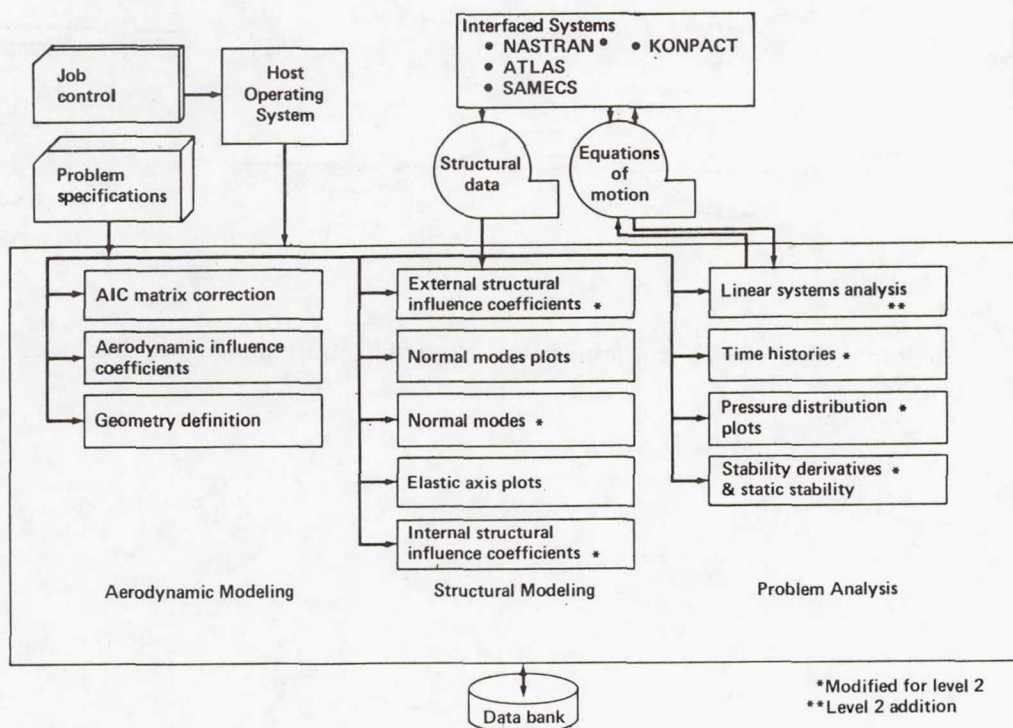 Interfaced Systems
• NASTRAN • • KONPACT
• ATLAS
• SAMECS
Job
control
Host
Operating
System
Problem
specifications
Structural
data
Equations
of
motion
AIC matrix correction
Aerodynamic influence
coefficients
Geometry definition
Aerodynamic Modeling
External structural
influence coefficients *
Normal modes plots
Normal modes *
Elastic axis plots
Internal structural
influence coefficients *
Structural Modeling
Linear systems analysis
**
Time histories *
Pressure distribution *
plots
Stability derivatives *
& static stability
Problem Analysis
Data bank
*Modified for level 2
**Level 2 addition